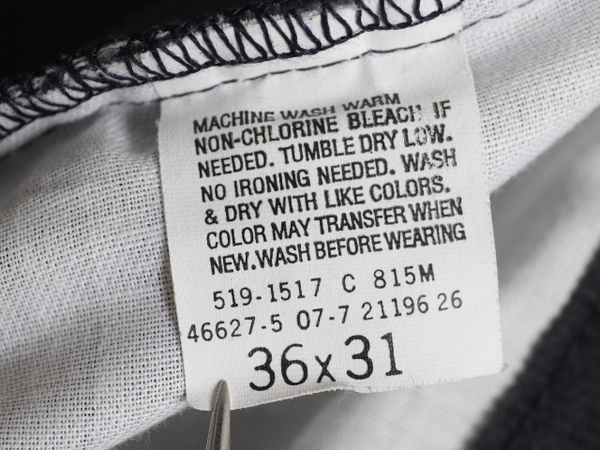 MACHINE WASH WARM
NON-CHLORINE BLEACH IF
NEEDED. TUMBLE DRY LOW.
NO IRONING NEEDED. WASH
& DRY WITH LIKE COLORS.
COLOR MAY TRANSFER WHEN
NEW.WASH BEFORE WEARING
519-1517 C 815M
46627-5 07-7 21196 26
36x31